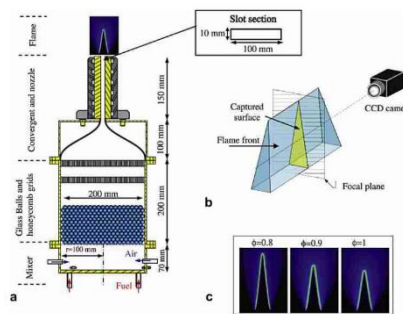 Flame
Convergent and nozzle
Glass Balls and honeycomb grids
Mixer
Slot section
10 mm
100 mm
150 mm
100 mm
200 mm
70 mm
200 mm
r=100 mm
Air
Fuel
a
CCD came
Captured
surface
Flame front
Focal plane
b
ϕ=0.8
ϕ=0.9
ϕ=1
c